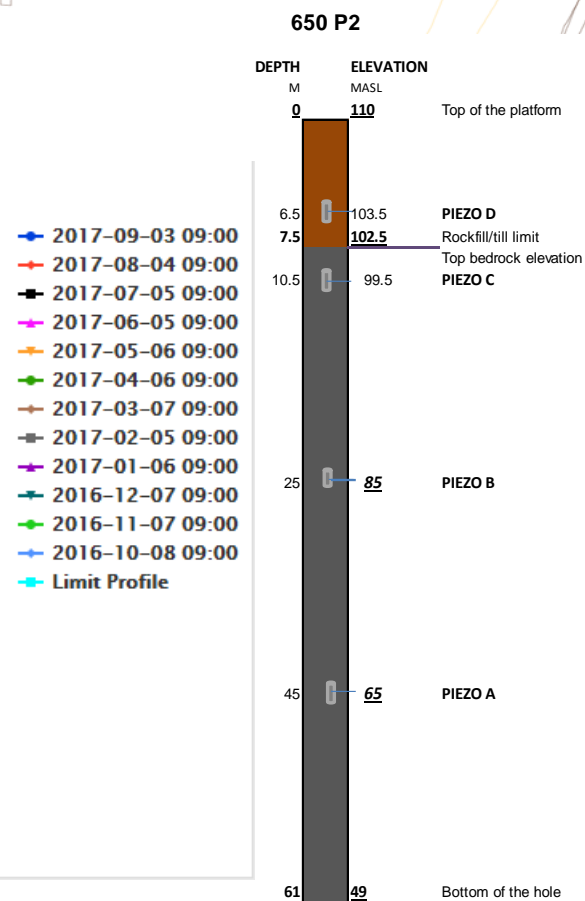 650 P2
DEPTH ELEVATION
M MASL
0 110 Top of the platform
6.5 103.5 PIEZO D
7.5 102.5 Rockfill/till limit
Top bedrock elevation
10.5 99.5 PIEZO C
25 85 PIEZO B
45 65 PIEZO A
61 49 Bottom of the hole
2017-09-03 09:00
2017-08-04 09:00
2017-07-05 09:00
2017-06-05 09:00
2017-05-06 09:00
2017-04-06 09:00
2017-03-07 09:00
2017-02-05 09:00
2017-01-06 09:00
2016-12-07 09:00
2016-11-07 09:00
2016-10-08 09:00
Limit Profile